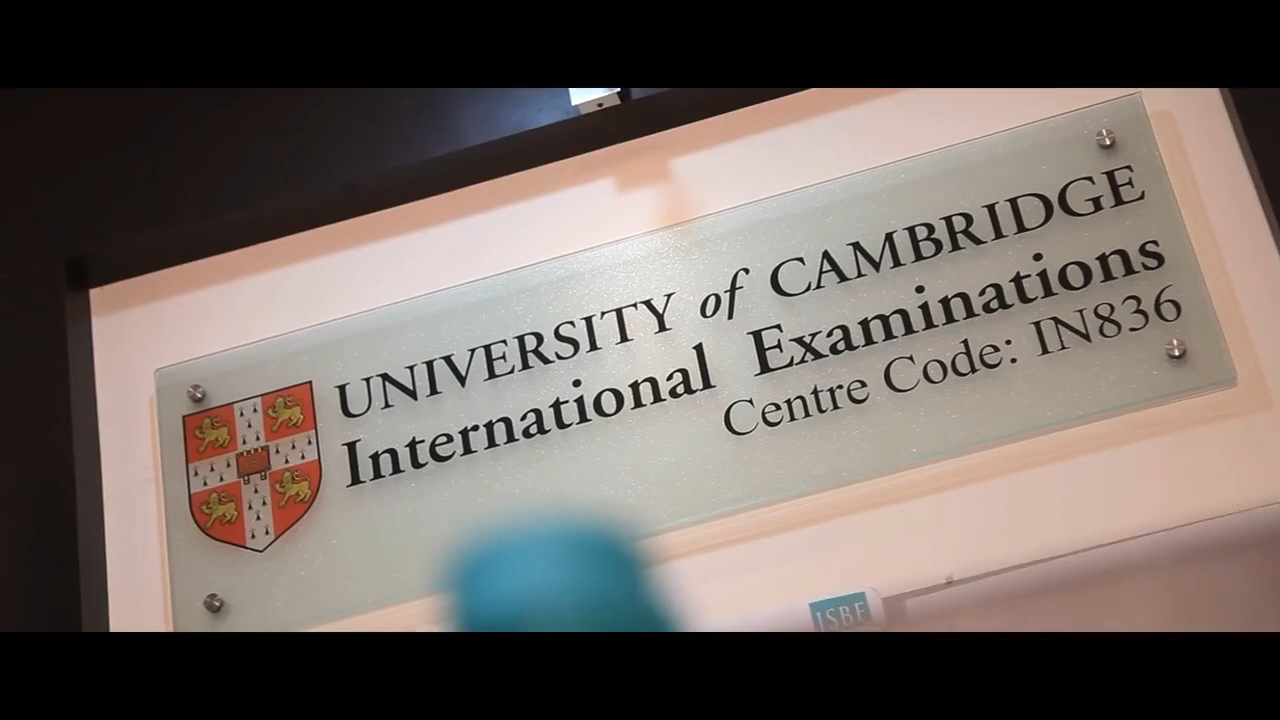 UNIVERSITY of CAMBRIDGE
International Examinations
Centre Code: IN836
ISBF